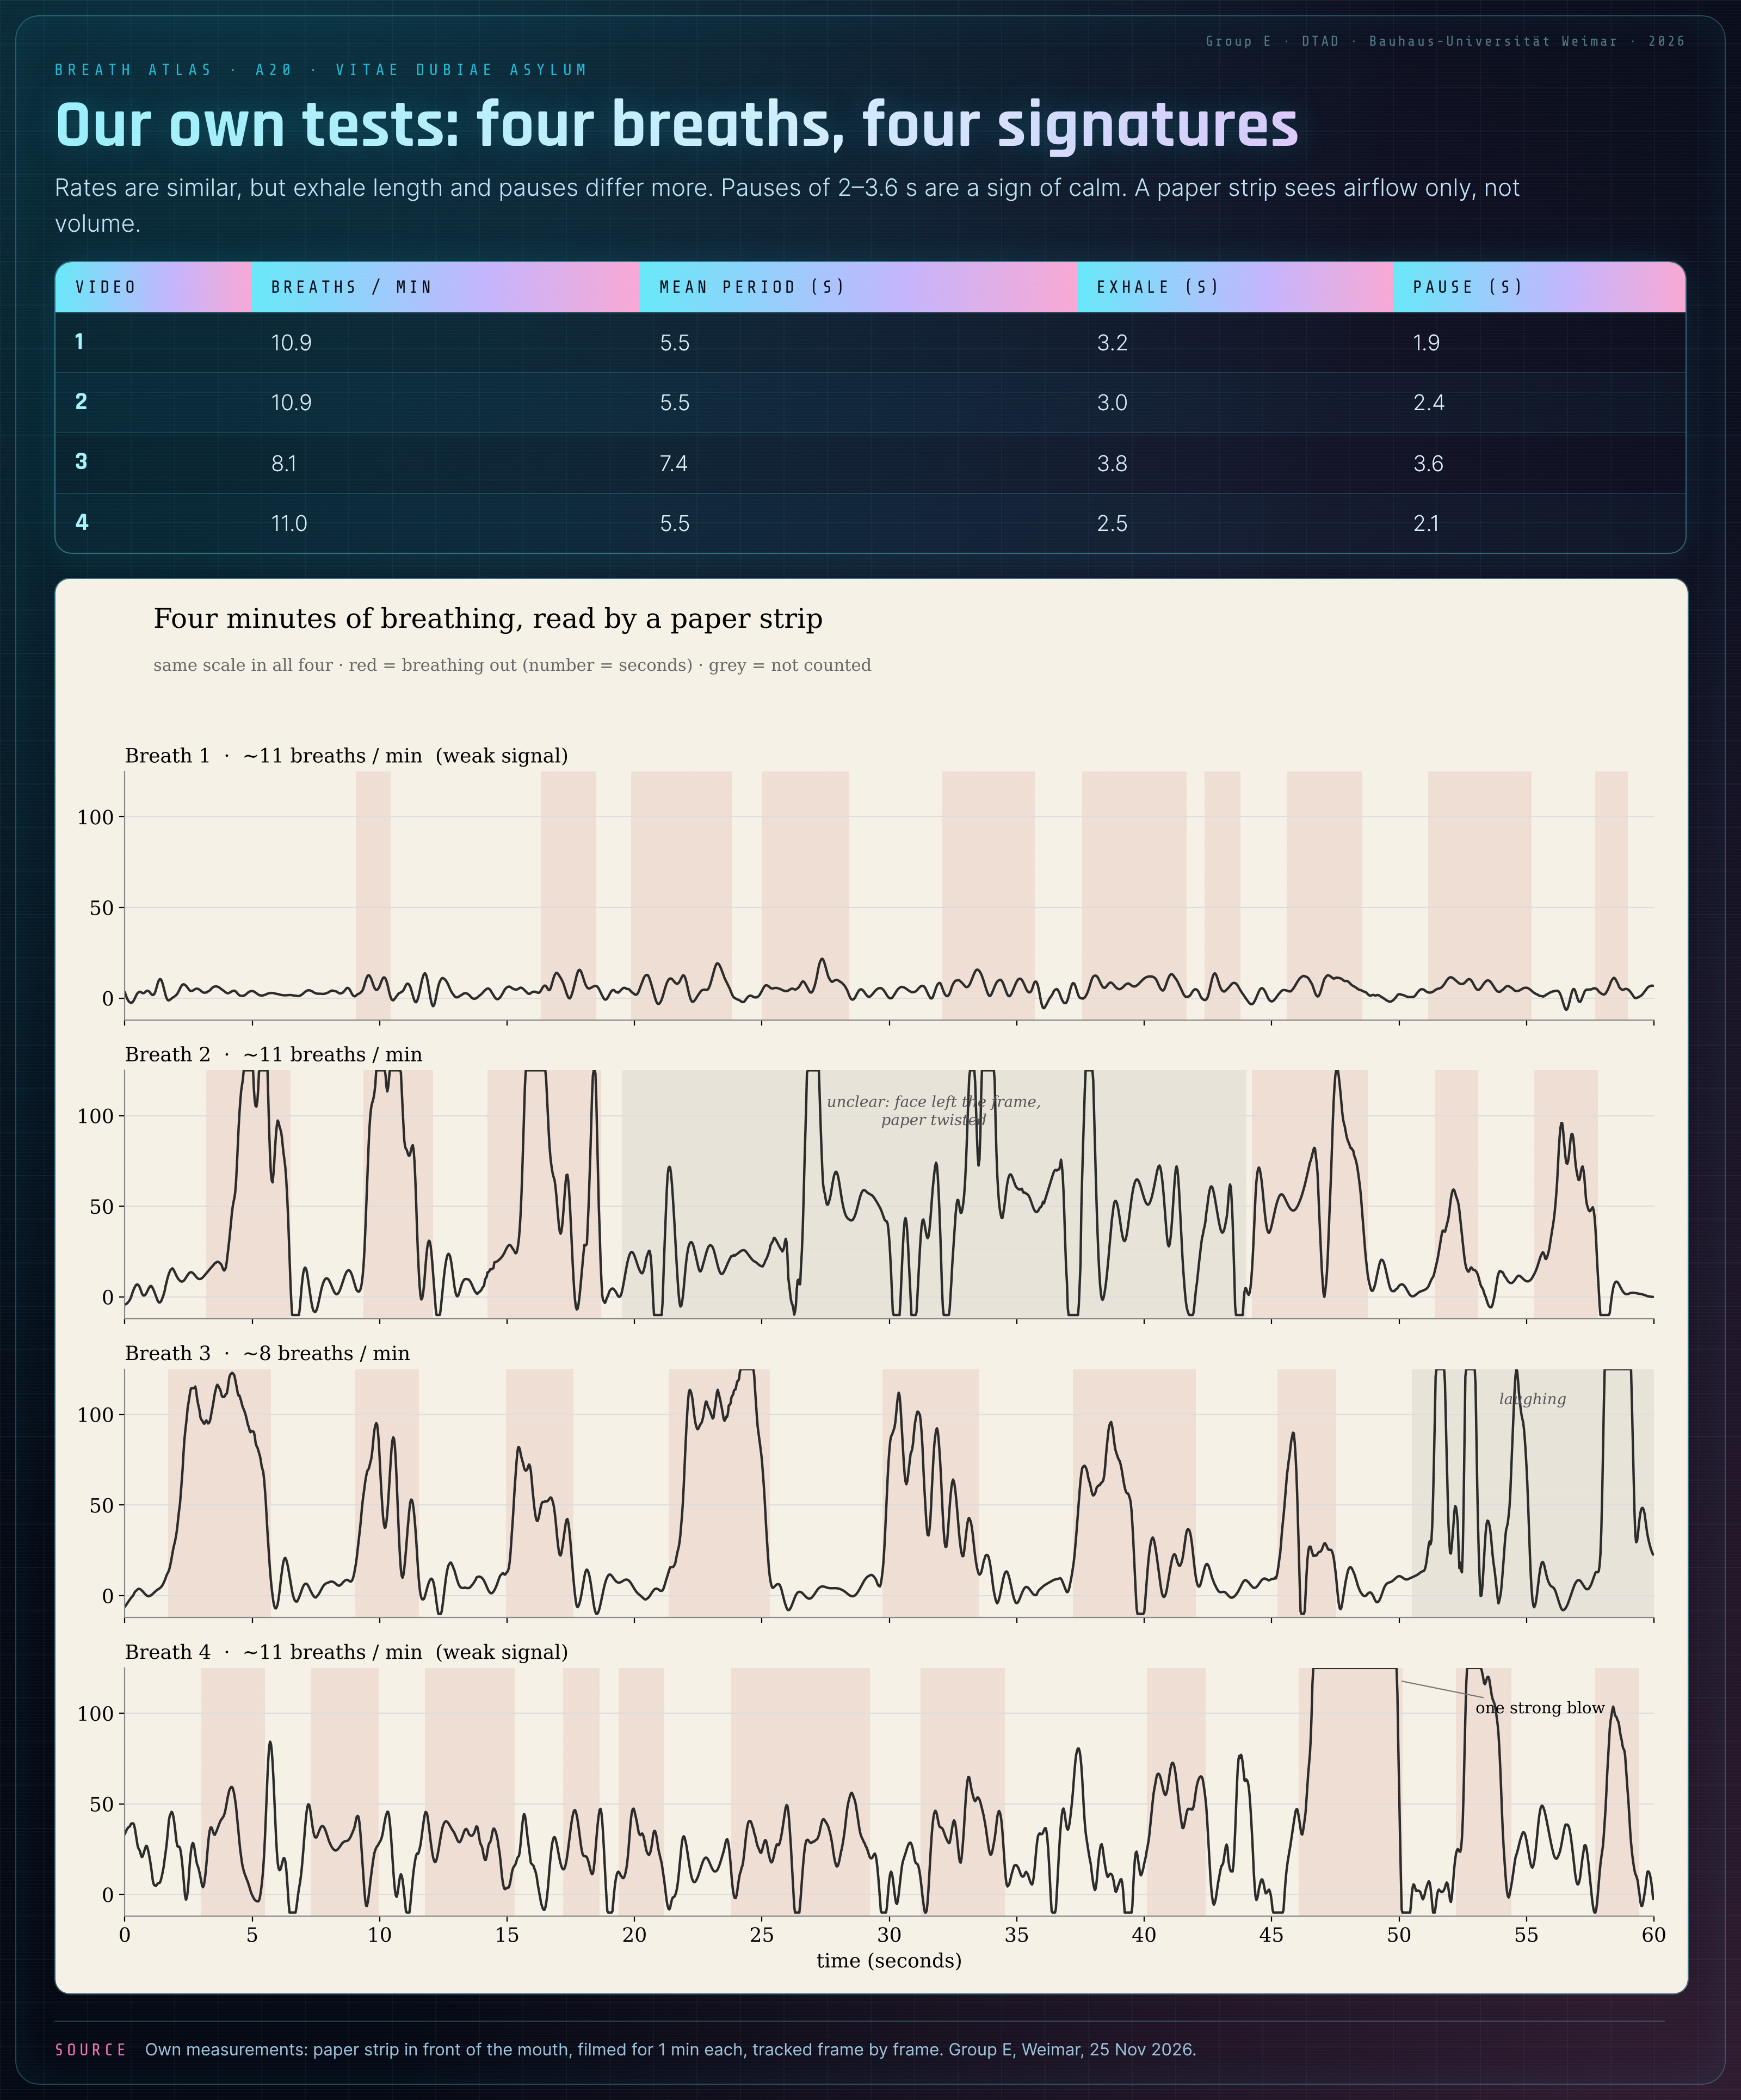 Group E · DTAD · Bauhaus-Universität Weimar · 2026
BREATH ATLAS · A20 · VITAE DUBIAE ASYLUM
Our own tests: four breaths, four signatures
Rates are similar, but exhale length and pauses differ more. Pauses of 2–3.6 s are a sign of calm. A paper strip sees airflow only, not
volume.
VIDEO BREATHS / MIN MEAN PERIOD (S) EXHALE (S) PAUSE (S)
1 10.9 5.5 3.2 1.9
2 10.9 5.5 3.0 2.4
3 8.1 7.4 3.8 3.6
4 11.0 5.5 2.5 2.1
Four minutes of breathing, read by a paper strip
same scale in all four · red = breathing out (number = seconds) · grey = not counted
Breath 1 · ~11 breaths / min (weak signal)
100
50
0
Breath 2 · ~11 breaths / min
unclear: face left the frame,
paper twisted
100
50
0
Breath 3 · ~8 breaths / min
laughing
100
50
0
Breath 4 · ~11 breaths / min (weak signal)
one strong blow
100
50
0
0 5 10 15 20 25 30 35 40 45 50 55 60
time (seconds)
SOURCE Own measurements: paper strip in front of the mouth, filmed for 1 min each, tracked frame by frame. Group E, Weimar, 25 Nov 2026.